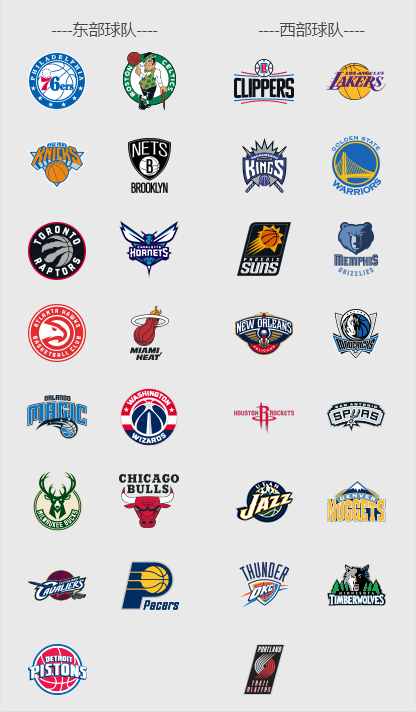 ----东部球队----
----西部球队----
PHILADELPHIA
76ers
BOSTON
CELTICS
CLIPPERS
LOS ANGELES
LAKERS
NEW YORK
KNICKS
NETS
B
BROOKLYN
SACRAMENTO
KINGS
GOLDEN STATE
WARRIORS
TORONTO
RAPTORS
CHARLOTTE
HORNETS
PHOENIX
SUNS
MEMPHIS
GRIZZLIES
ATLANTA HAWKS
BASKETBALL CLUB
MIAMI
HEAT
NEW ORLEANS
PELICANS
MAVERICKS
ORLANDO
MAGIC
WASHINGTON
WIZARDS
HOUSTON
R
ROCKETS
SAN ANTONIO
SPURS
MILWAUKEE BUCKS
CHICAGO
BULLS
UTAH
JAZZ
DENVER
NUGGETS
CAVALIERS
P
Pacers
THUNDER
OKC
MINNESOTA
TIMBERWOLVES
DETROIT
PISTONS
PORTLAND
TRAIL
BLAZERS